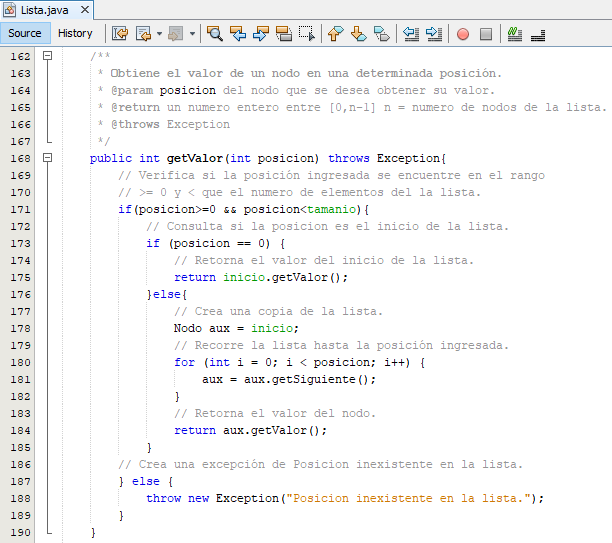 Lista.java
Source History
162 /**
163 * Obtiene el valor de un nodo en una determinada posición.
164 * @param posicion del nodo que se desea obtener su valor.
165 * @return un numero entero entre [0,n-1] n = numero de nodos de la lista.
166 * @throws Exception
167 */
168 public int getValor(int posicion) throws Exception{
169 // Verifica si la posición ingresada se encuentre en el rango
170 // >= 0 y < que el numero de elementos del la lista.
171 if(posicion>=0 && posicion<tamanio){
172 // Consulta si la posicion es el inicio de la lista.
173 if (posicion == 0) {
174 // Retorna el valor del inicio de la lista.
175 return inicio.getValor();
176 }else{
177 // Crea una copia de la lista.
178 Nodo aux = inicio;
179 // Recorre la lista hasta la posición ingresada.
180 for (int i = 0; i < posicion; i++) {
181 aux = aux.getSiguiente();
182 }
183 // Retorna el valor del nodo.
184 return aux.getValor();
185 }
186 // Crea una excepción de Posicion inexistente en la lista.
187 } else {
188 throw new Exception("Posicion inexistente en la lista.");
189 }
190 }